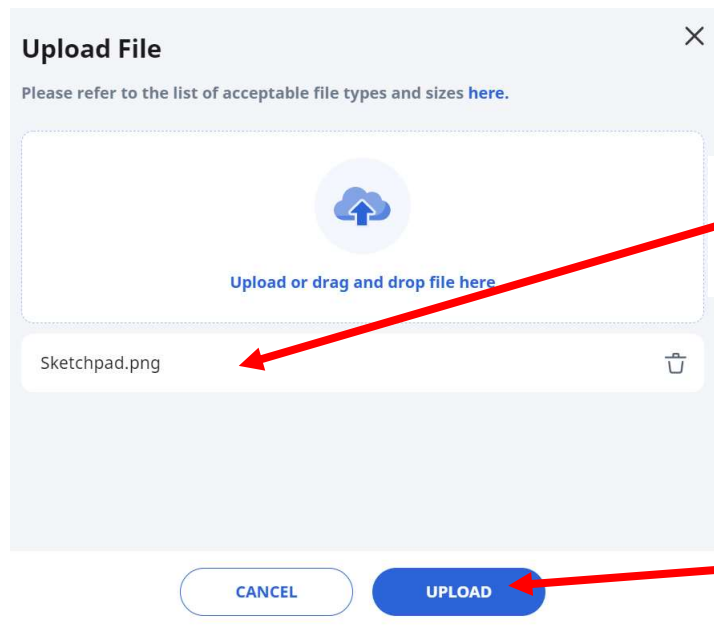 Upload File
Please refer to the list of acceptable file types and sizes here.
Upload or drag and drop file here
Sketchpad.png
CANCEL
UPLOAD